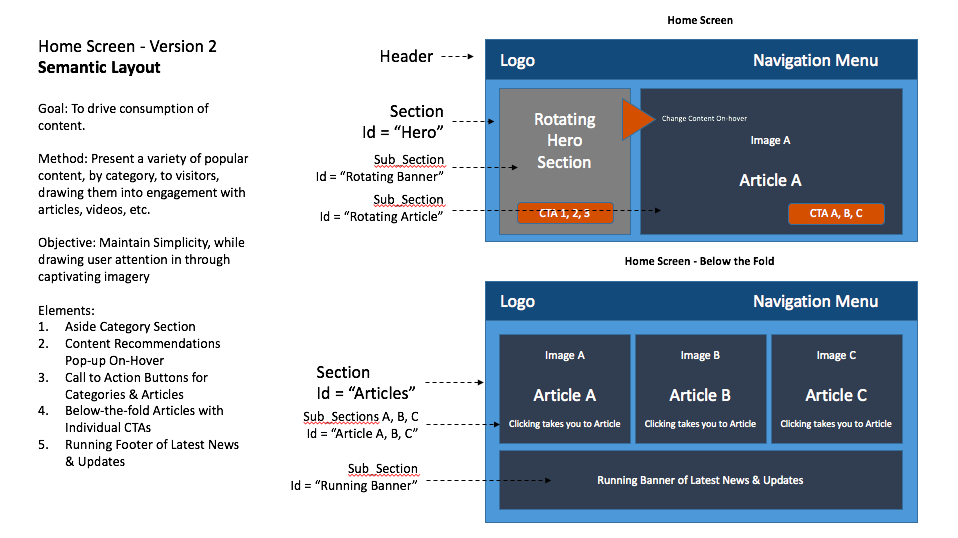 Home Screen - Version 2
Semantic Layout
Goal: To drive consumption of
content.
Method: Present a variety of popular
content, by category, to visitors,
drawing them into engagement with
articles, videos, etc.
Objective: Maintain Simplicity, while
drawing user attention in through
captivating imagery
Elements:
1. Aside Category Section
2. Content Recommendations
Pop-up On-Hover
3. Call to Action Buttons for
Categories & Articles
4. Below-the-fold Articles with
Individual CTAs
5. Running Footer of Latest News
& Updates
Header
Section
Id = “Hero”
Sub_Section
Id = “Rotating Banner”
Sub_Section
Id = “Rotating Article”
Home Screen
Logo Navigation Menu
Rotating
Hero
Section
CTA 1, 2, 3
Change Content On-hover
Image A
Article A
CTA A, B, C
Section
Id = “Articles”
Sub_Sections A, B, C
Id = “Article A, B, C”
Sub_Section
Id = “Running Banner”
Home Screen - Below the Fold
Logo Navigation Menu
Image A
Article A
Clicking takes you to Article
Image B
Article B
Clicking takes you to Article
Image C
Article C
Clicking takes you to Article
Running Banner of Latest News & Updates